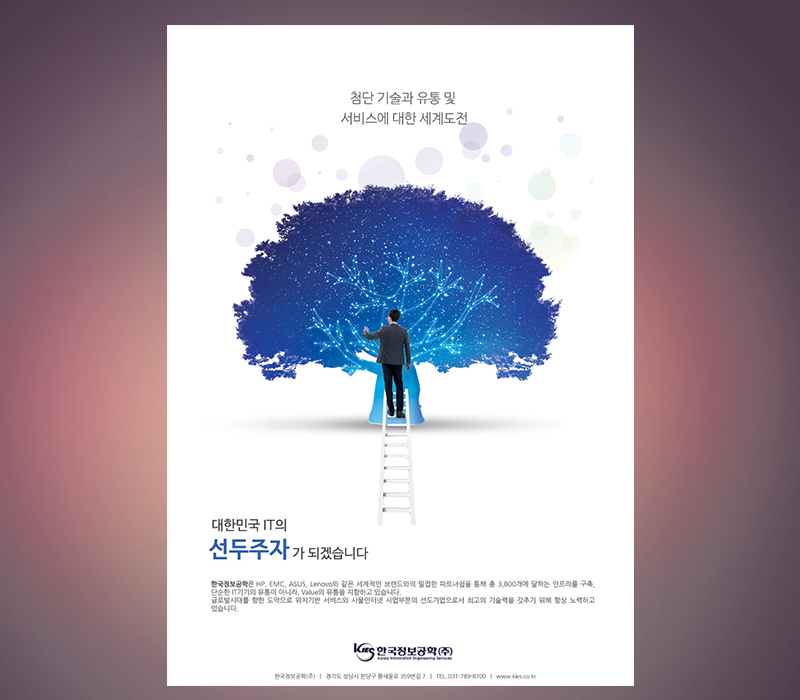 첨단 기술과 유통 및
서비스에 대한 세계도전
대한민국 IT의
선두주자가 되겠습니다
한국정보공학은 HP, EMC, ASUS, Lenovo와 같은 세계적인 브랜드와의 밀접한 파트너쉽을 통해 총 3,800개에 달하는 인프라를 구축,
단순한 IT기기의 유통이 아니라, Value의 유통을 지향하고 있습니다.
글로벌시대를 향한 도약으로 위치기반 서비스와 사물인터넷 사업부문의 선도기업으로서 최고의 기술력을 갖추기 위해 항상 노력하고
있습니다.
KIES 한국정보공학(주)
Korea Information Engineering Services
한국정보공학(주) | 경기도 성남시 분당구 황새울로 359번길 7 | TEL. 031-789-8700 | www.kies.co.kr